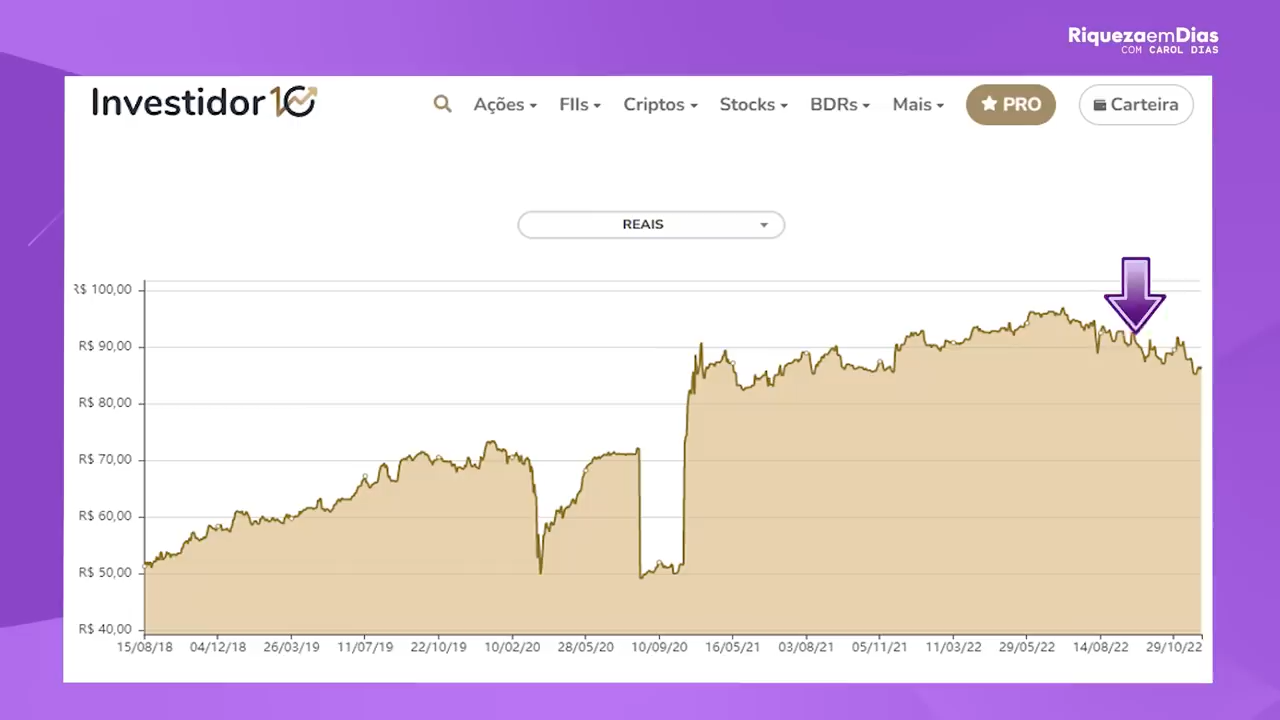 RiquezaemDias
COM CAROL DIAS
Investidor 10
Ações
FIIs
Criptos
Stocks
BDRs
Mais
PRO
Carteira
REAIS
R$ 100,00
R$ 90,00
R$ 80,00
R$ 70,00
R$ 60,00
R$ 50,00
R$ 40,00
15/08/18 04/12/18 26/03/19 11/07/19 22/10/19 10/02/20 28/05/20 10/09/20 16/05/21 03/08/21 05/11/21 11/03/22 29/05/22 14/08/22 29/10/22